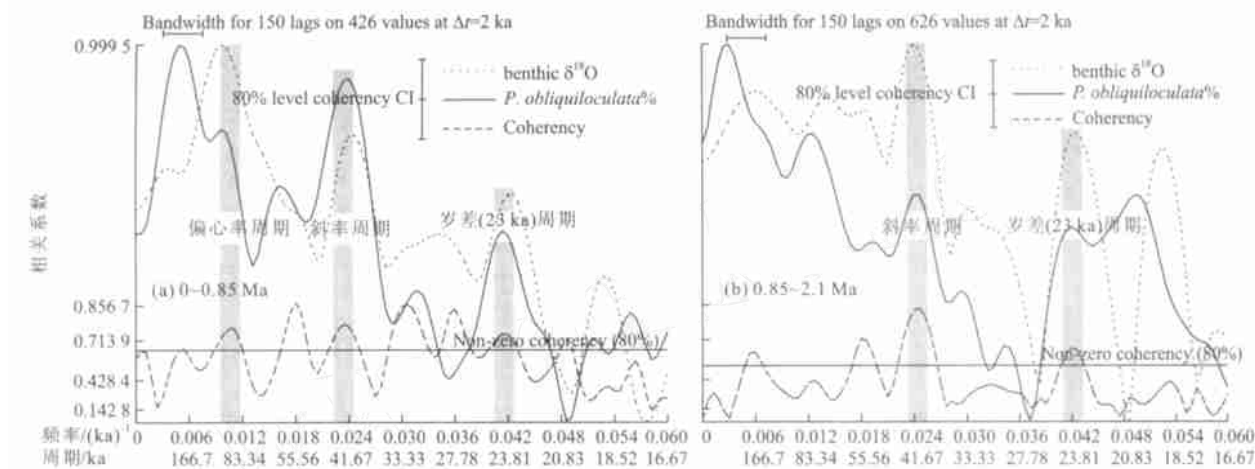 Bandwidth for 150 lags on 426 values at Δt=2 ka
0.999 5
benthic δ¹⁸O
80% level coherency CI
P. obliquiloculata%
Coherency
相关系数
偏心率周期
斜率周期
岁差(23 ka)周期
(a) 0~0.85 Ma
0.856 7
0.713 9
Non-zero coherency (80%)
0.428 4
0.142 8
频率/(ka)⁻¹
0 0.006 0.012 0.018 0.024 0.030 0.036 0.042 0.048 0.054 0.060
周期/ka
166.7 83.34 55.56 41.67 33.33 27.78 23.81 20.83 18.52 16.67
Bandwidth for 150 lags on 626 values at Δt=2 ka
benthic δ¹⁸O
80% level coherency CI
P. obliquiloculata%
Coherency
斜率周期
岁差(23 ka)周期
(b) 0.85~2.1 Ma
Non-zero coherency (80%)
0 0.006 0.012 0.018 0.024 0.030 0.036 0.042 0.048 0.054 0.060
166.7 83.34 55.56 41.67 33.33 27.78 23.81 20.83 18.52 16.67